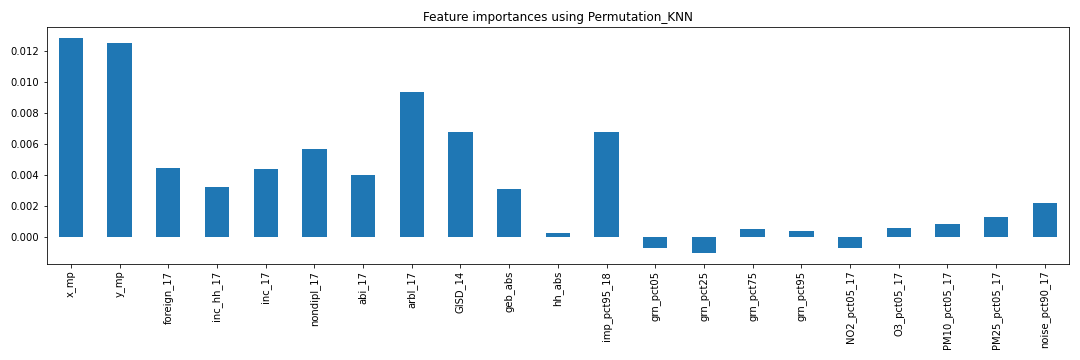 Feature importances using Permutation_KNN
0.012
0.010
0.008
0.006
0.004
0.002
0.000
x_mp
y_mp
foreign_17
inc_hh_17
inc_17
nondipl_17
abi_17
arbl_17
GISD_14
geb_abs
hh_abs
imp_pct95_18
grn_pct05
grn_pct25
grn_pct75
grn_pct95
NO2_pct05_17
O3_pct05_17
PM10_pct05_17
PM25_pct05_17
noise_pct90_17